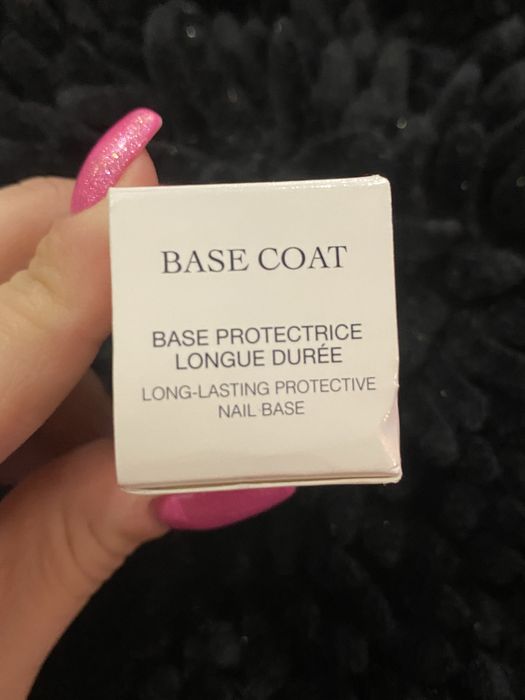 BASE COAT
BASE PROTECTRICE
LONGUE DURÉE
LONG-LASTING PROTECTIVE
NAIL BASE